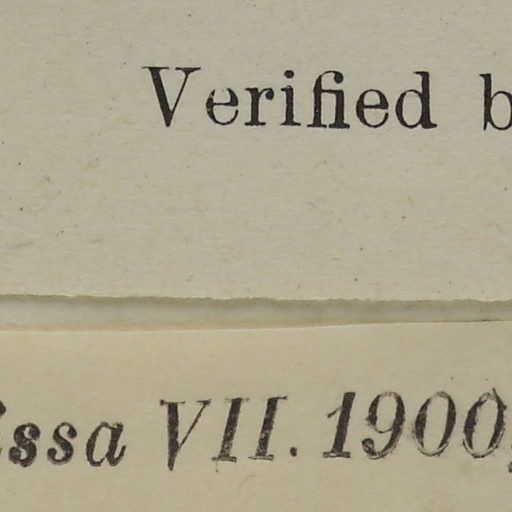 Verified b
ssa VII. 1900,